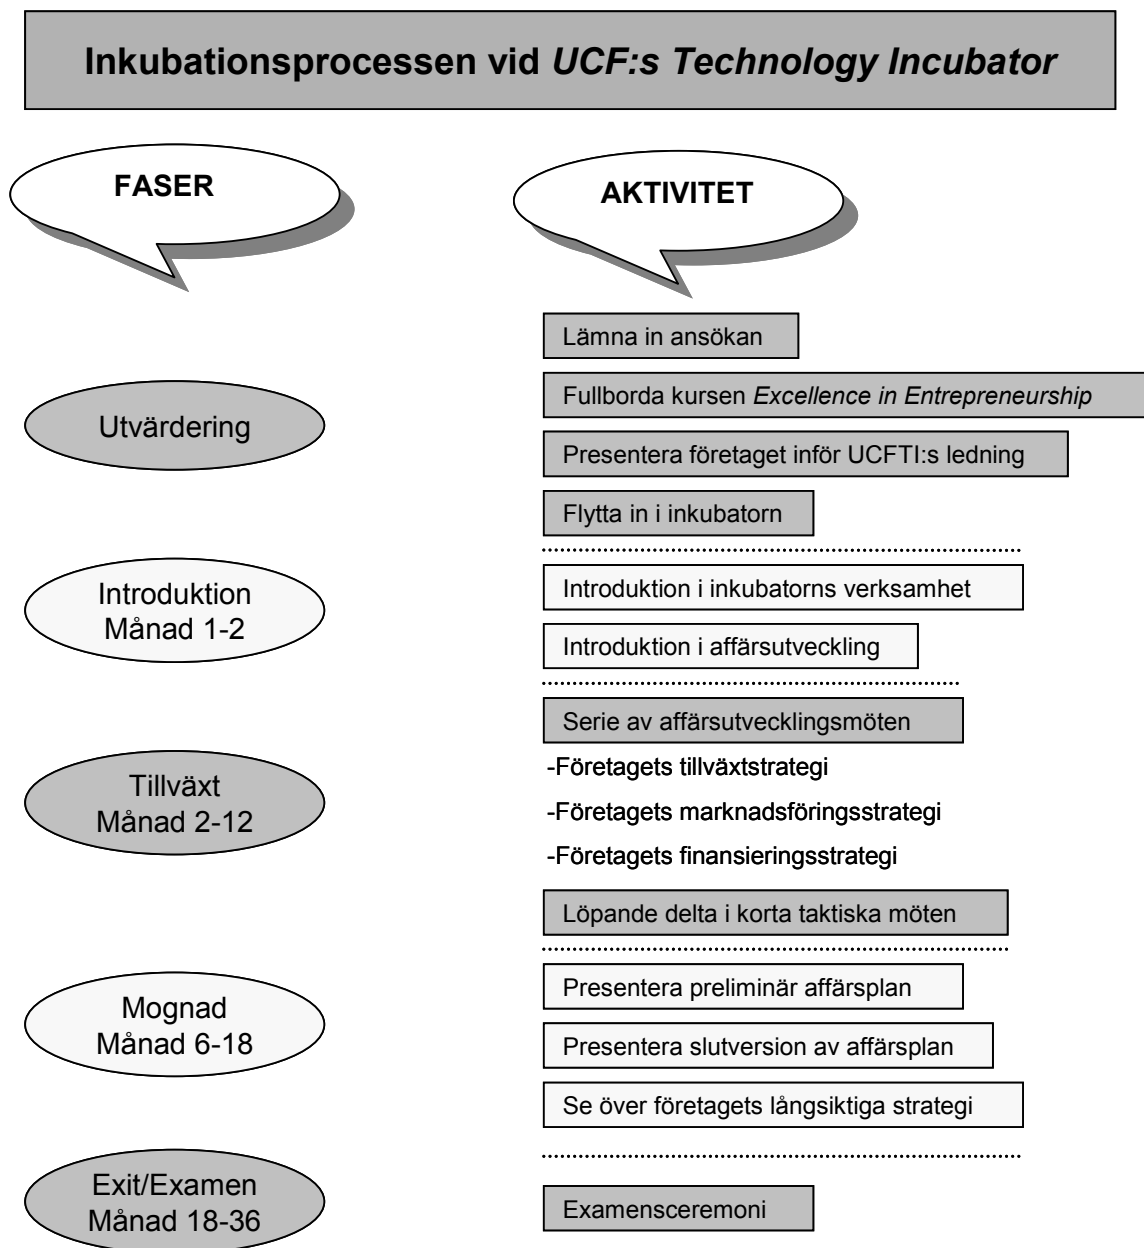 Inkubationsprocessen vid UCF:s Technology Incubator
FASER
AKTIVITET
Lämna in ansökan
Utvärdering
Fullborda kursen Excellence in Entrepreneurship
Presentera företaget inför UCFTI:s ledning
Flytta in i inkubatorn
Introduktion
Månad 1-2
Introduktion i inkubatorns verksamhet
Introduktion i affärsutveckling
Tillväxt
Månad 2-12
Serie av affärsutvecklingsmöten
-Företagets tillväxtstrategi
-Företagets marknadsföringsstrategi
-Företagets finansieringsstrategi
Löpande delta i korta taktiska möten
Mognad
Månad 6-18
Presentera preliminär affärsplan
Presentera slutversion av affärsplan
Se över företagets långsiktiga strategi
Exit/Examen
Månad 18-36
Examensceremoni